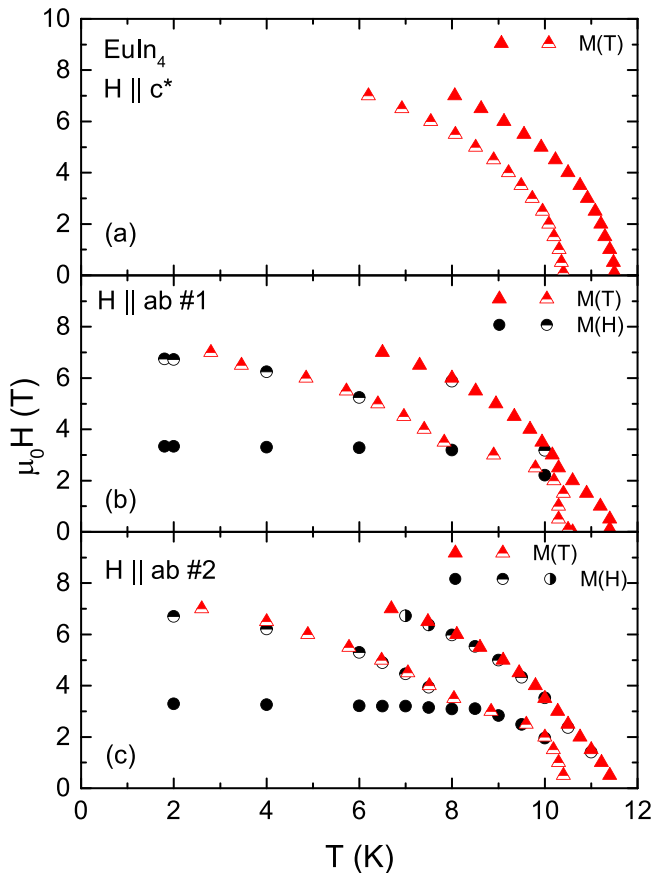 10
EuIn4
M(T)
8
H || c*
6
4
2
(a)
0
H || ab #1
M(T)
8
M(H)
6
μ0H (T)
4
2
(b)
0
H || ab #2
M(T)
8
M(H)
6
4
2
(c)
0
0 2 4 6 8 10 12
T (K)